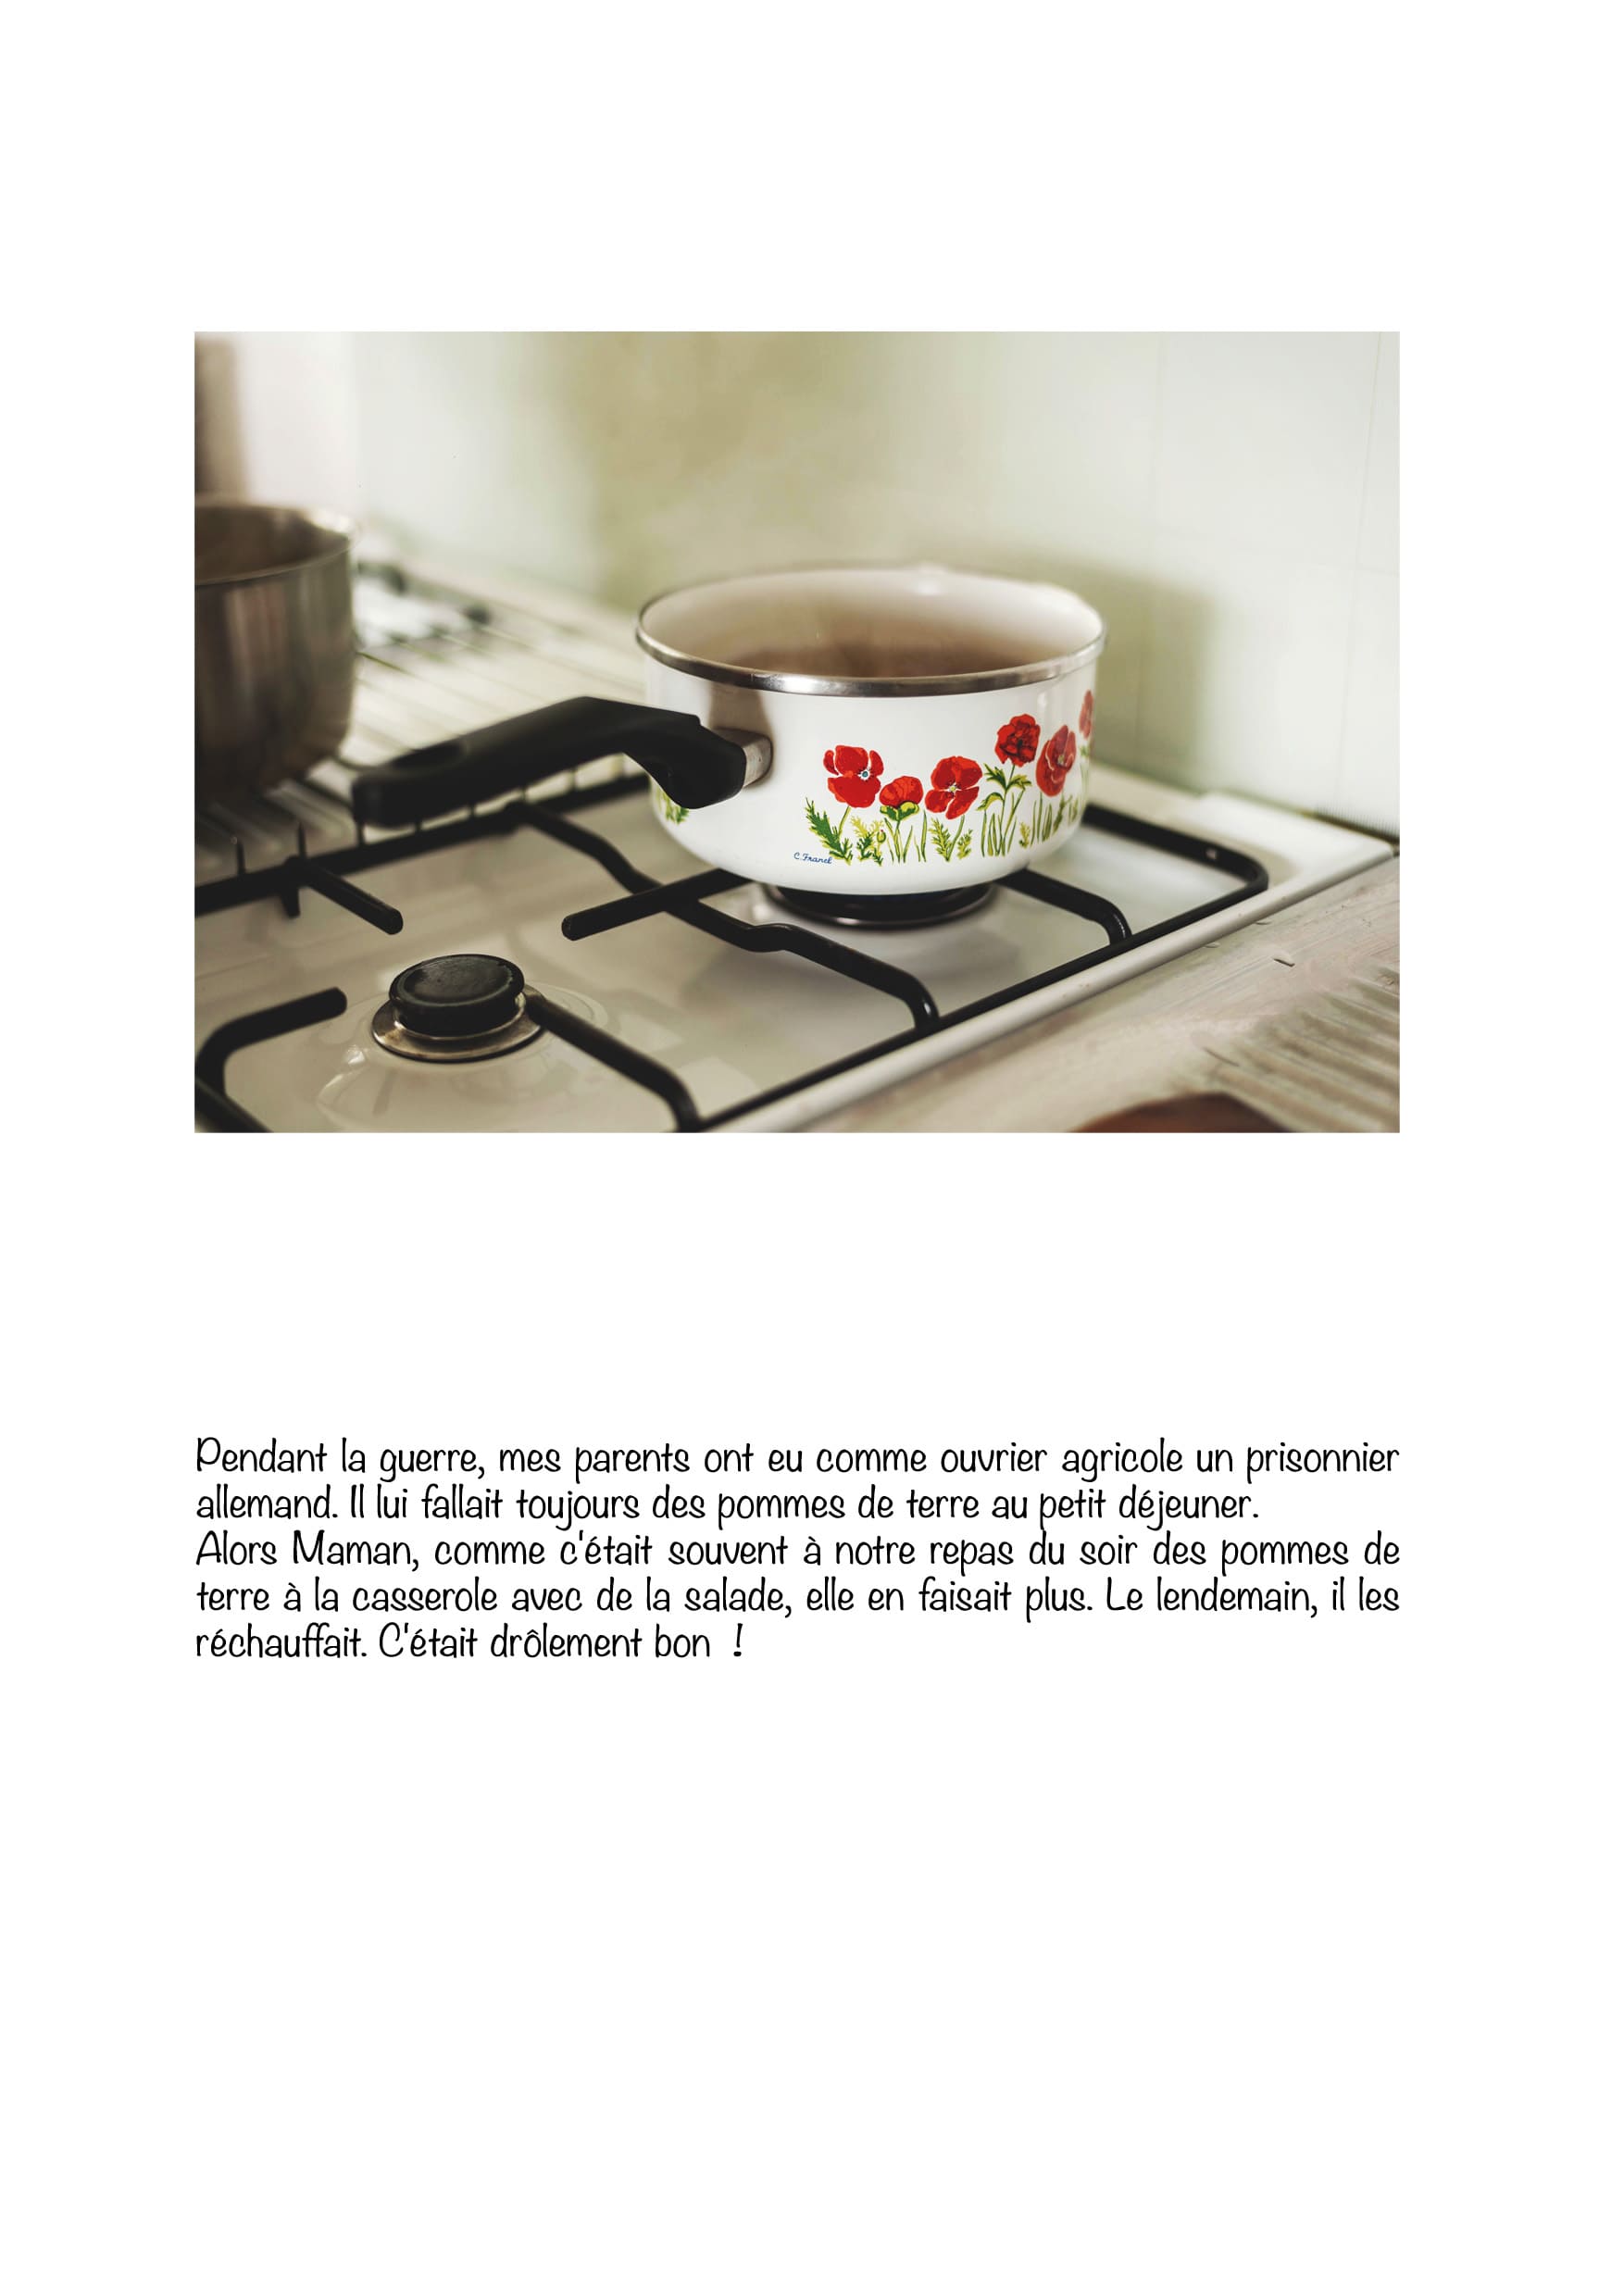 C.Franel
Pendant la guerre, mes parents ont eu comme ouvrier agricole un prisonnier
allemand. Il lui fallait toujours des pommes de terre au petit déjeuner.
Alors Maman, comme c'était souvent à notre repas du soir des pommes de
terre à la casserole avec de la salade, elle en faisait plus. Le lendemain, il les
réchauffait. C'était drôlement bon  !